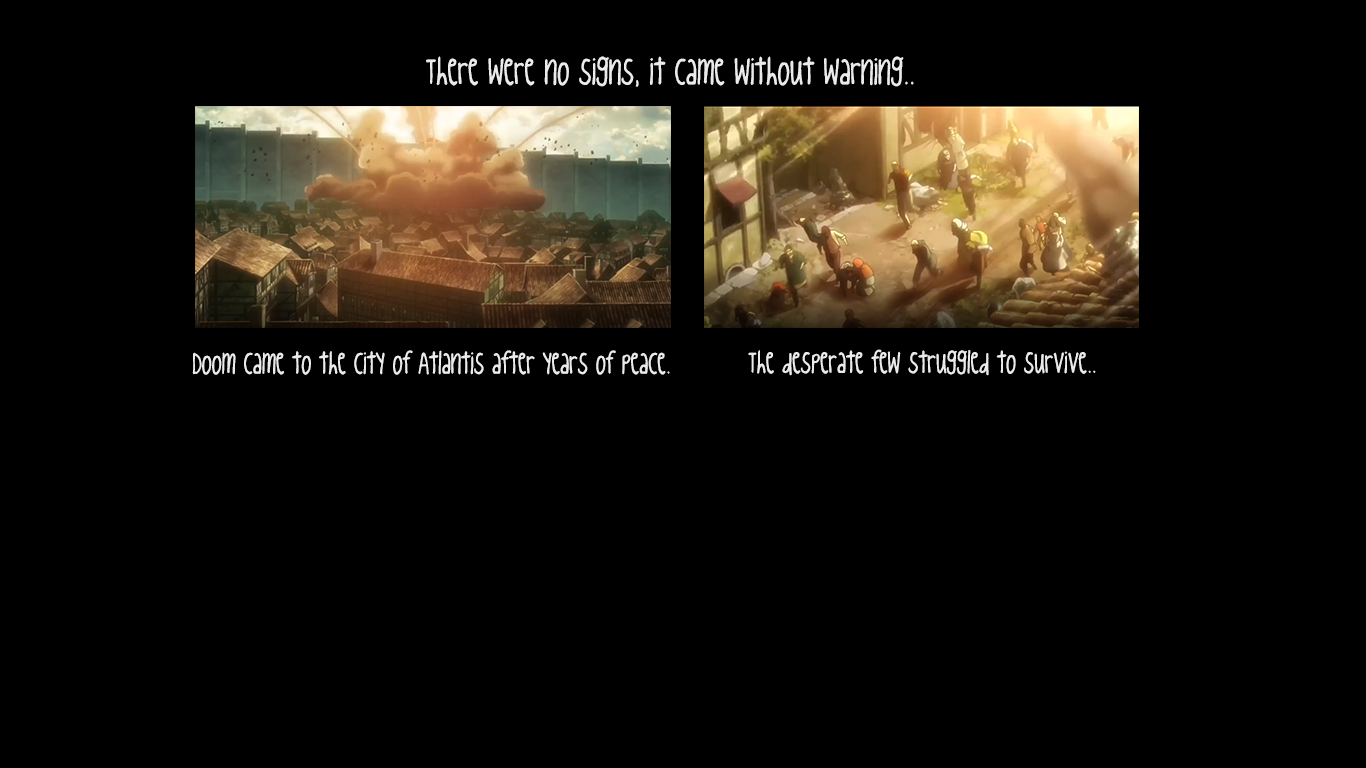 There were no signs, it came without warning..
Doom came to the city of Atlantis after years of peace.
The desperate few struggled to survive..